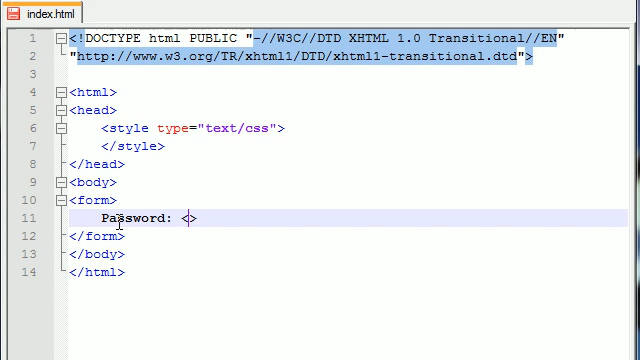 index.html
1 <!DOCTYPE html PUBLIC "-//W3C//DTD XHTML 1.0 Transitional//EN"
2 "http://www.w3.org/TR/xhtml1/DTD/xhtml1-transitional.dtd">
3
4 <html>
5 <head>
6 <style type="text/css">
7 </style>
8 </head>
9 <body>
10 <form>
11 Password: <>
12 </form>
13 </body>
14 </html>